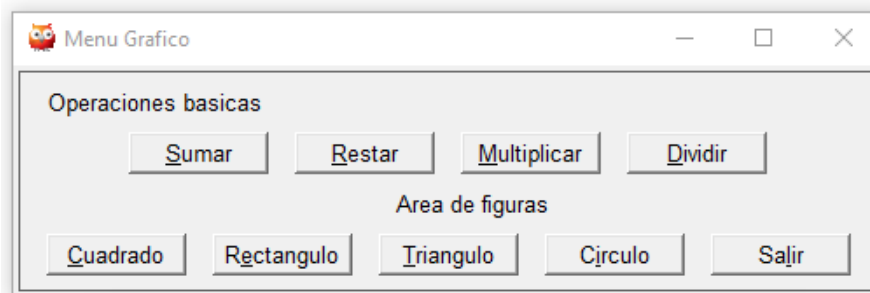 Menu Grafico
Operaciones basicas
Sumar Restar Multiplicar Dividir
Area de figuras
Cuadrado Rectangulo Triangulo Circulo Salir